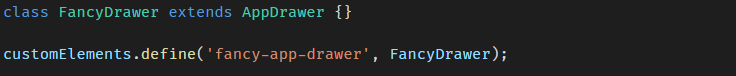 class FancyDrawer extends AppDrawer {}
customElements.define('fancy-app-drawer', FancyDrawer);